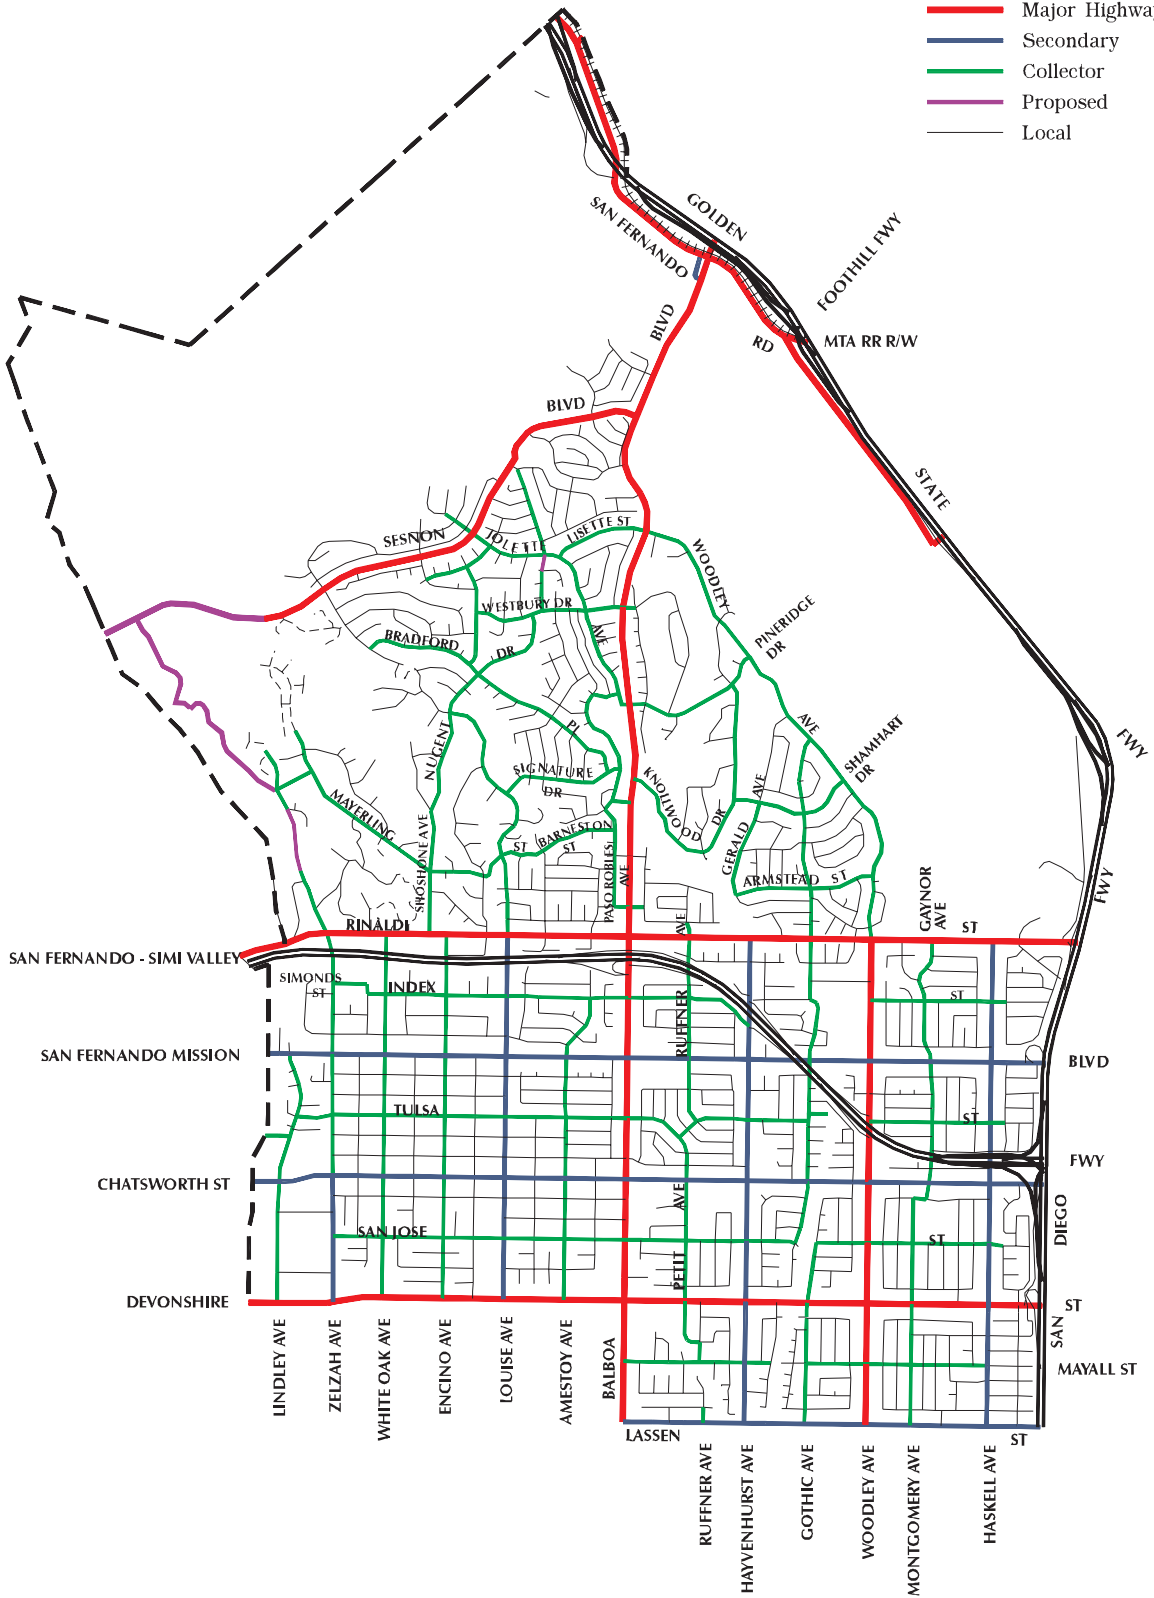 Major Highway
Secondary
Collector
Proposed
Local
GOLDEN
SAN FERNANDO
FOOTHILL FWY
BLVD
RD
MTA RR R/W
BLVD
STATE
SESNON
JOLETTE
LISETTE ST
WOODLEY
WESTBURY DR
PINERIDGE
DR
BRADFORD
DR
AVE
PL
AVE
SHAMHART
DR
FWY
NUGENT
SIGNATURE
DR
KNOLLWOOD
DR
AVE
GERALD
MAYERLING
ST
BARNESTON
ST
SHOSHONE AVE
PASO ROBLES
AVE
ARMSTEAD ST
FWY
GAYNOR
AVE
RINALDI
AVE
ST
SAN FERNANDO - SIMI VALLEY
SIMONDS
ST
INDEX
RUFFNER
ST
SAN FERNANDO MISSION
BLVD
TULSA
ST
FWY
CHATSWORTH ST
AVE
DIEGO
SAN JOSE
ST
PETIT
DEVONSHIRE
ST
SAN
MAYALL ST
LINDLEY AVE
ZELZAH AVE
WHITE OAK AVE
ENCINO AVE
LOUISE AVE
AMESTOY AVE
BALBOA
LASSEN
ST
RUFFNER AVE
HAYVENHURST AVE
GOTHIC AVE
WOODLEY AVE
MONTGOMERY AVE
HASKELL AVE